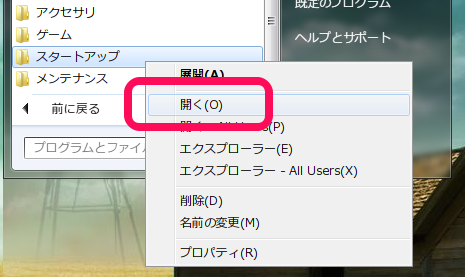 アクセサリ
ゲーム
スタートアップ
メンテナンス
前に戻る
プログラムとファイ
既定のプログラム
ヘルプとサポート
展開(A)
開く(O)
開く - All Users(P)
エクスプローラー(E)
エクスプローラー - All Users(X)
削除(D)
名前の変更(M)
プロパティ(R)